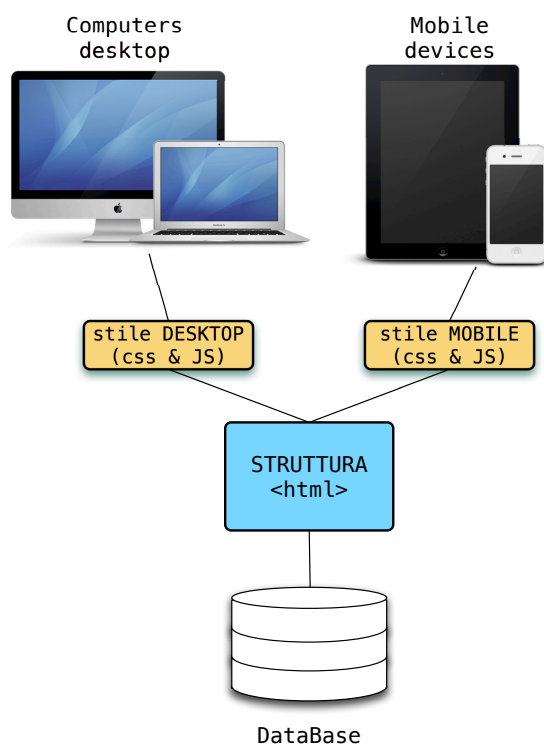 Computers
desktop
Mobile
devices
stile DESKTOP
(css & JS)
stile MOBILE
(css & JS)
STRUTTURA
<html>
DataBase